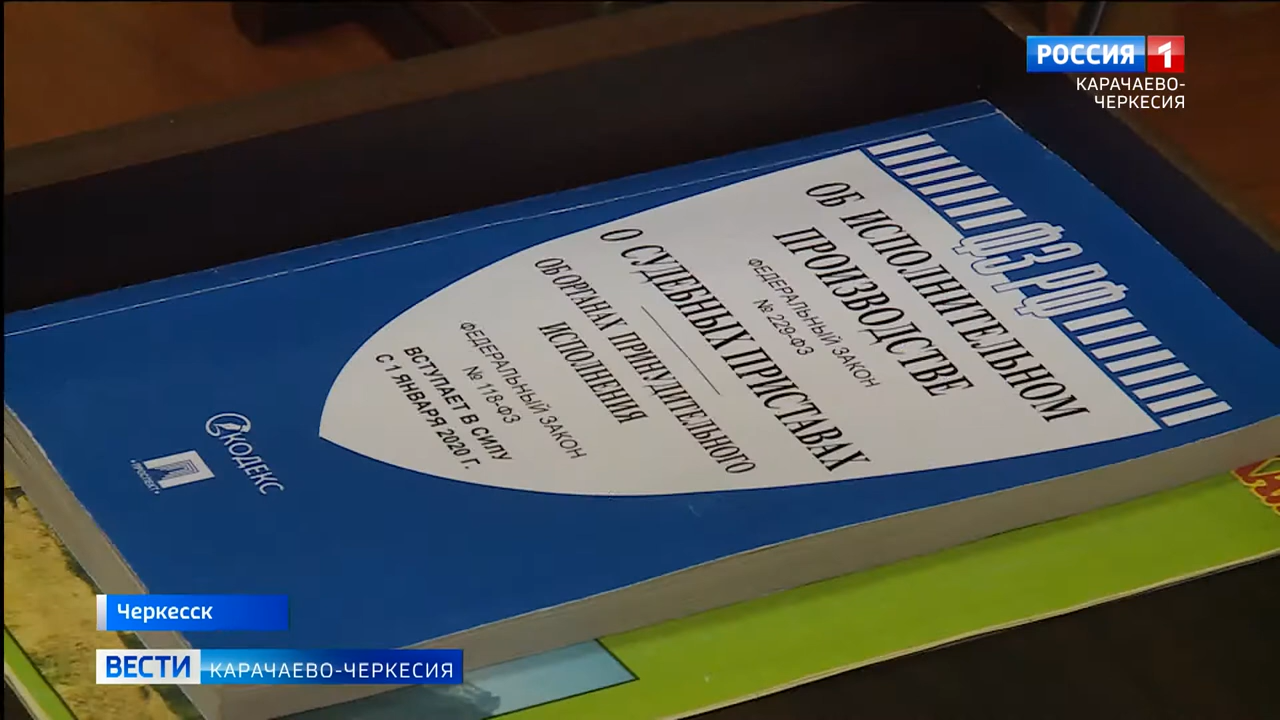 РОССИЯ 1
КАРАЧАЕВО-
ЧЕРКЕСИЯ
ФЗ РФ
ОБ ИСПОЛНИТЕЛЬНОМ
ПРОИЗВОДСТВЕ
ФЕДЕРАЛЬНЫЙ ЗАКОН
№ 229-ФЗ
О СУДЕБНЫХ ПРИСТАВАХ
ОБ ОРГАНАХ ПРИНУДИТЕЛЬНОГО
ИСПОЛНЕНИЯ
ФЕДЕРАЛЬНЫЙ ЗАКОН
№ 118-ФЗ
ВСТУПАЕТ В СИЛУ
С 1 ЯНВАРЯ 2020 Г.
КОДЕКС
•ПРОСПЕКТ•
Черкесск
ВЕСТИ КАРАЧАЕВО-ЧЕРКЕСИЯ